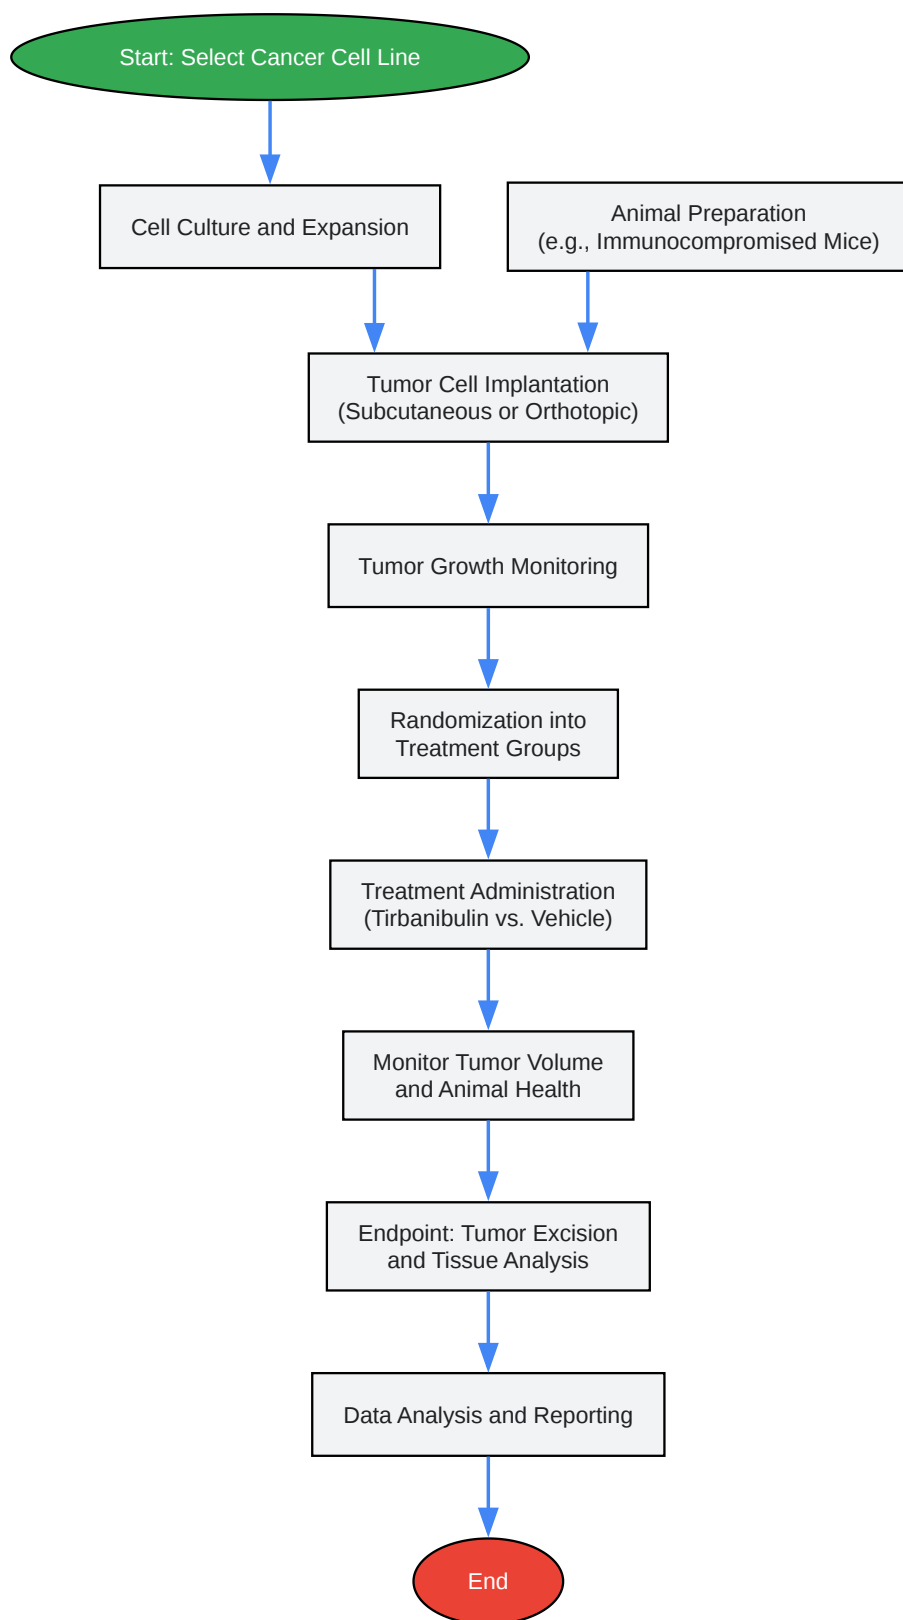 Start: Select Cancer Cell Line
Cell Culture and Expansion
Animal Preparation
(e.g., Immunocompromised Mice)
Tumor Cell Implantation
(Subcutaneous or Orthotopic)
Tumor Growth Monitoring
Randomization into
Treatment Groups
Treatment Administration
(Tirbanibulin vs. Vehicle)
Monitor Tumor Volume
and Animal Health
Endpoint: Tumor Excision
and Tissue Analysis
Data Analysis and Reporting
End